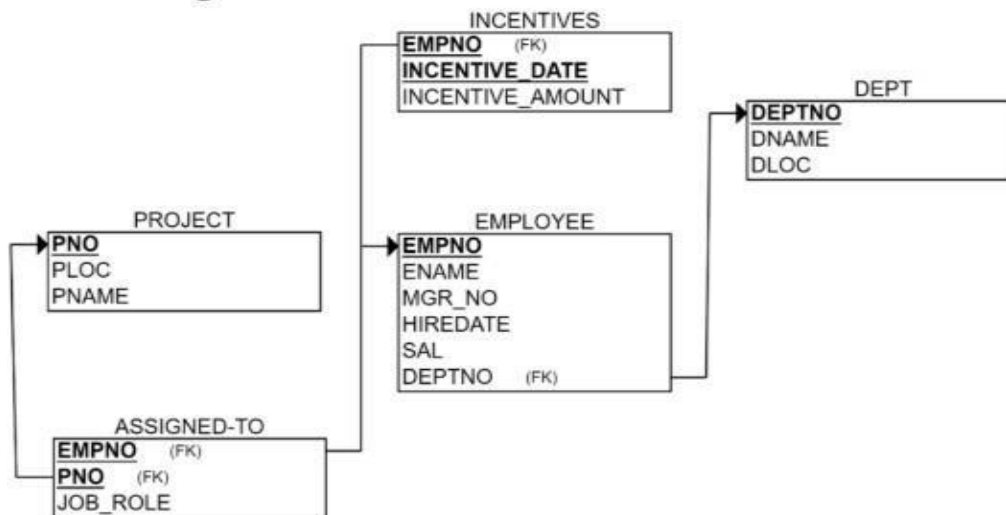 INCENTIVES
EMPNO (FK)
INCENTIVE_DATE
INCENTIVE_AMOUNT
DEPT
DEPTNO
DNAME
DLOC
PROJECT
PNO
PLOC
PNAME
EMPLOYEE
EMPNO
ENAME
MGR_NO
HIREDATE
SAL
DEPTNO (FK)
ASSIGNED-TO
EMPNO (FK)
PNO (FK)
JOB_ROLE